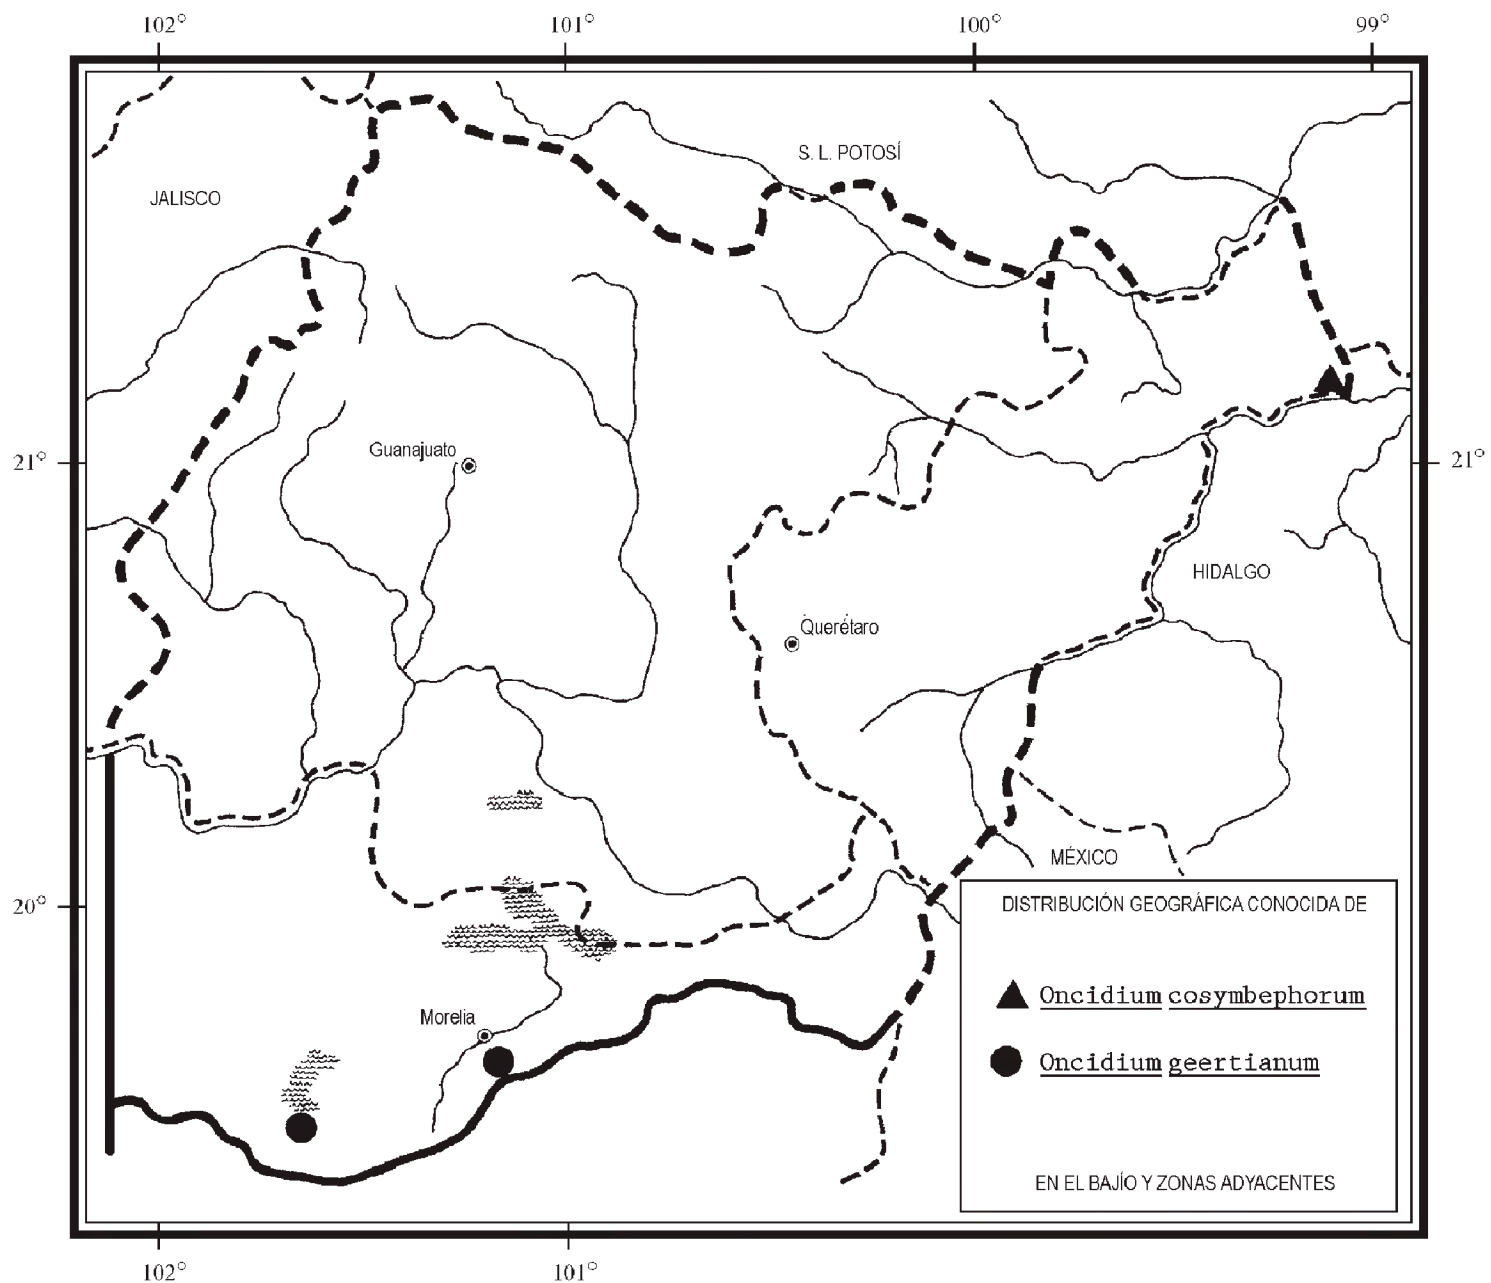 102° 101° 100° 99°
S. L. POTOSÍ
JALISCO
Guanajuato
21° 21°
HIDALGO
Querétaro
MÉXICO
20°
DISTRIBUCIÓN GEOGRÁFICA CONOCIDA DE
Oncidium cosymbephorum
Morelia
Oncidium geertianum
EN EL BAJÍO Y ZONAS ADYACENTES
102° 101°